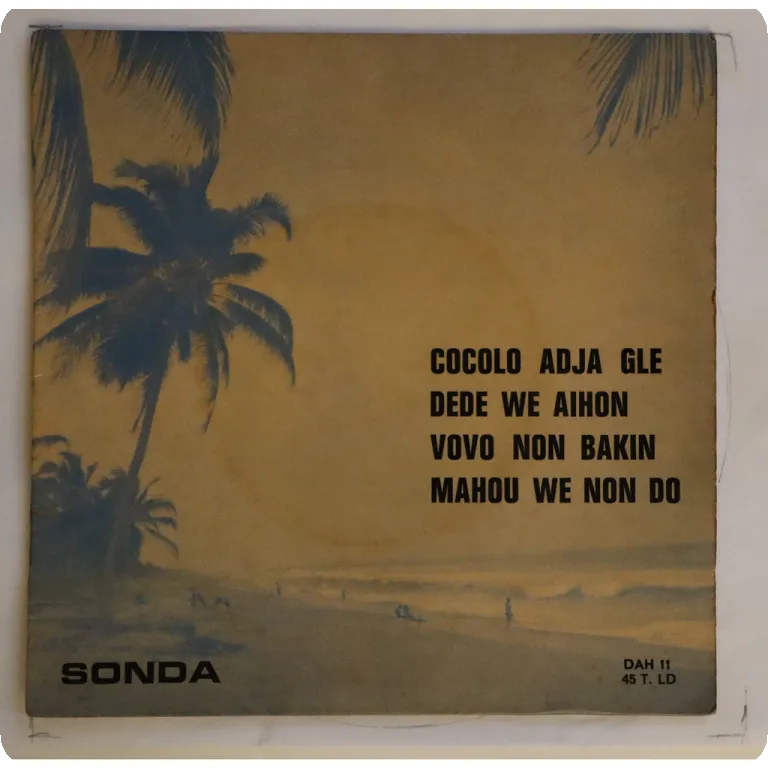 COCOLO ADJA GLE
DEDE WE AIHON
VOVO NON BAKIN
MAHOU WE NON DO
SONDA
DAH 11
45 T. LD